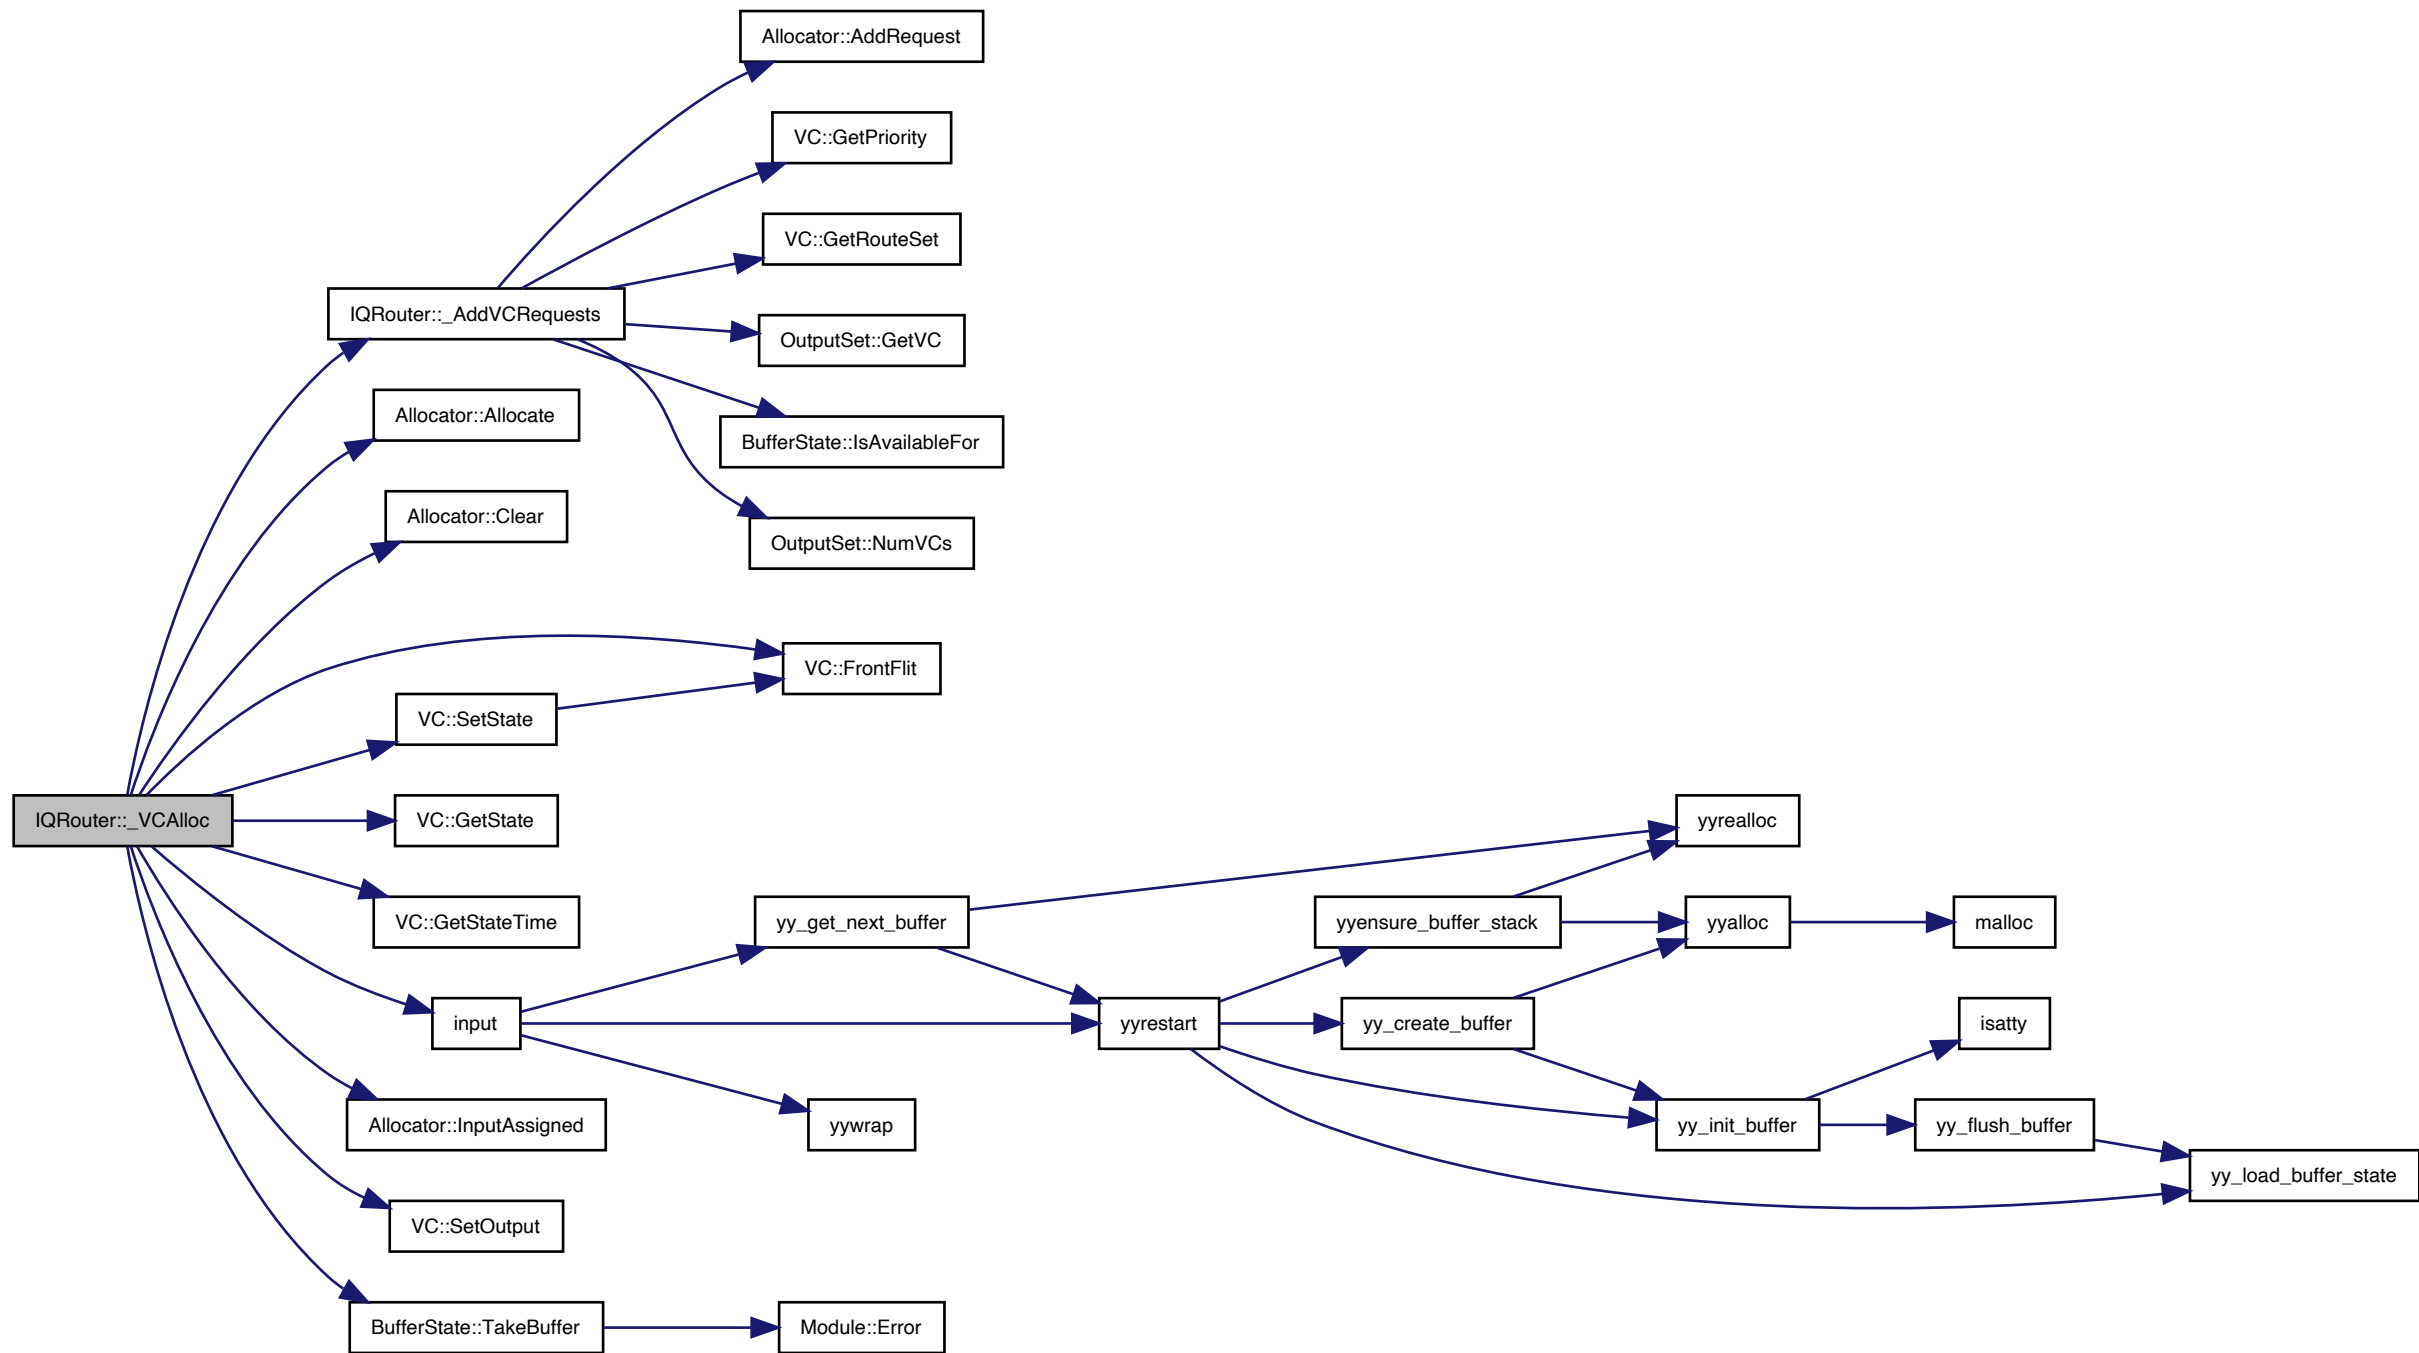 Allocator::AddRequest
VC::GetPriority
VC::GetRouteSet
IQRouter::_AddVCRequests
OutputSet::GetVC
Allocator::Allocate
BufferState::IsAvailableFor
Allocator::Clear
OutputSet::NumVCs
VC::FrontFlit
VC::SetState
IQRouter::_VCAlloc
VC::GetState
yyrealloc
VC::GetStateTime
yy_get_next_buffer
yyensure_buffer_stack
yyalloc
malloc
input
yyrestart
yy_create_buffer
isatty
Allocator::InputAssigned
yywrap
yy_init_buffer
yy_flush_buffer
yy_load_buffer_state
VC::SetOutput
BufferState::TakeBuffer
Module::Error